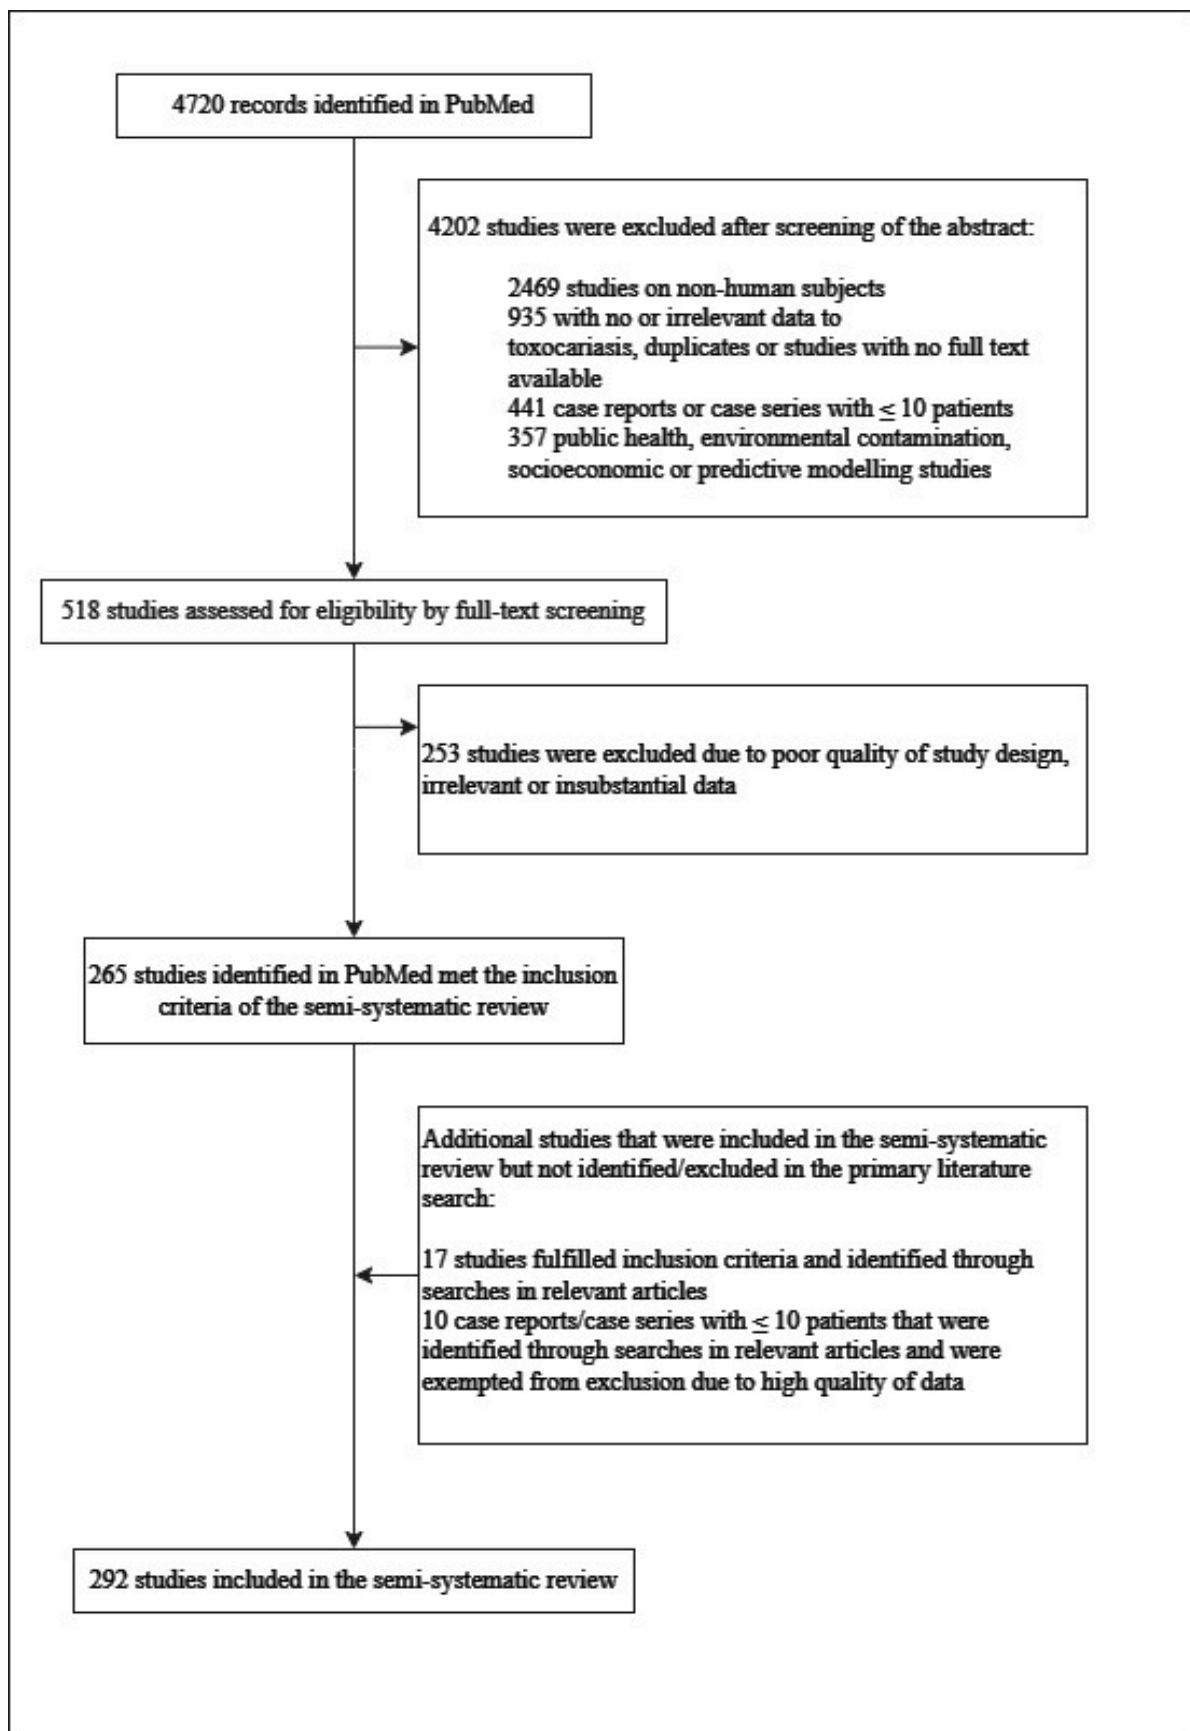 4720 records identified in PubMed
4202 studies were excluded after screening of the abstract:
2469 studies on non-human subjects
935 with no or irrelevant data to
toxocariasis, duplicates or studies with no full text
available
441 case reports or case series with ≤ 10 patients
357 public health, environmental contamination,
socioeconomic or predictive modelling studies
518 studies assessed for eligibility by full-text screening
253 studies were excluded due to poor quality of study design,
irrelevant or insubstantial data
265 studies identified in PubMed met the inclusion
criteria of the semi-systematic review
Additional studies that were included in the semi-systematic
review but not identified/excluded in the primary literature
search:
17 studies fulfilled inclusion criteria and identified through
searches in relevant articles
10 case reports/case series with ≤ 10 patients that were
identified through searches in relevant articles and were
exempted from exclusion due to high quality of data
292 studies included in the semi-systematic review